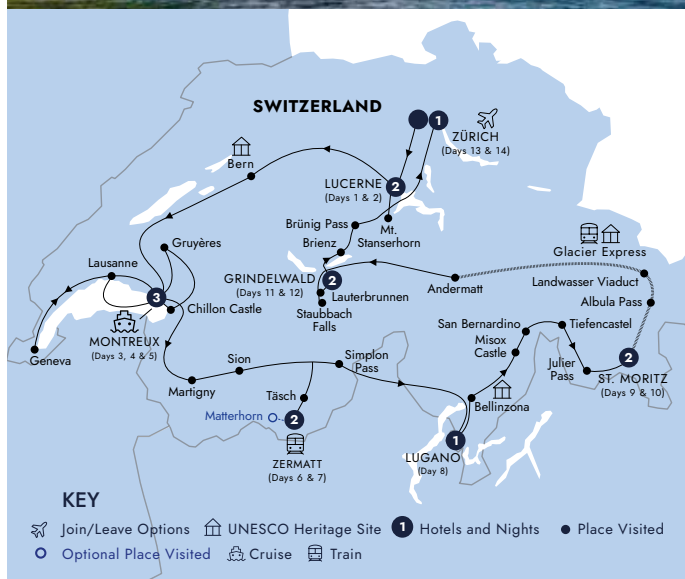 SWITZERLAND
1
ZÜRICH
(Days 13 & 14)
Bern
LUCERNE
(Days 1 & 2)
2
Gruyères
Brünig Pass
Mt.
Stanserhorn
Brienz
Lausanne
Glacier Express
GRINDELWALD
(Days 11 & 12)
2
Andermatt
Landwasser Viaduct
3
Chillon Castle
Lauterbrunnen
Staubbach
Falls
Albula Pass
MONTREUX
(Days 3, 4 & 5)
San Bernardino
Tiefencastel
Misox
Castle
Geneva
Sion
Simplon
Pass
Julier
Pass
2
ST. MORITZ
(Days 9 & 10)
Martigny
Täsch
Bellinzona
Matterhorn
2
1
LUGANO
(Day 8)
ZERMATT
(Days 6 & 7)
KEY
Join/Leave Options
UNESCO Heritage Site
1
Hotels and Nights
Place Visited
Optional Place Visited
Cruise
Train